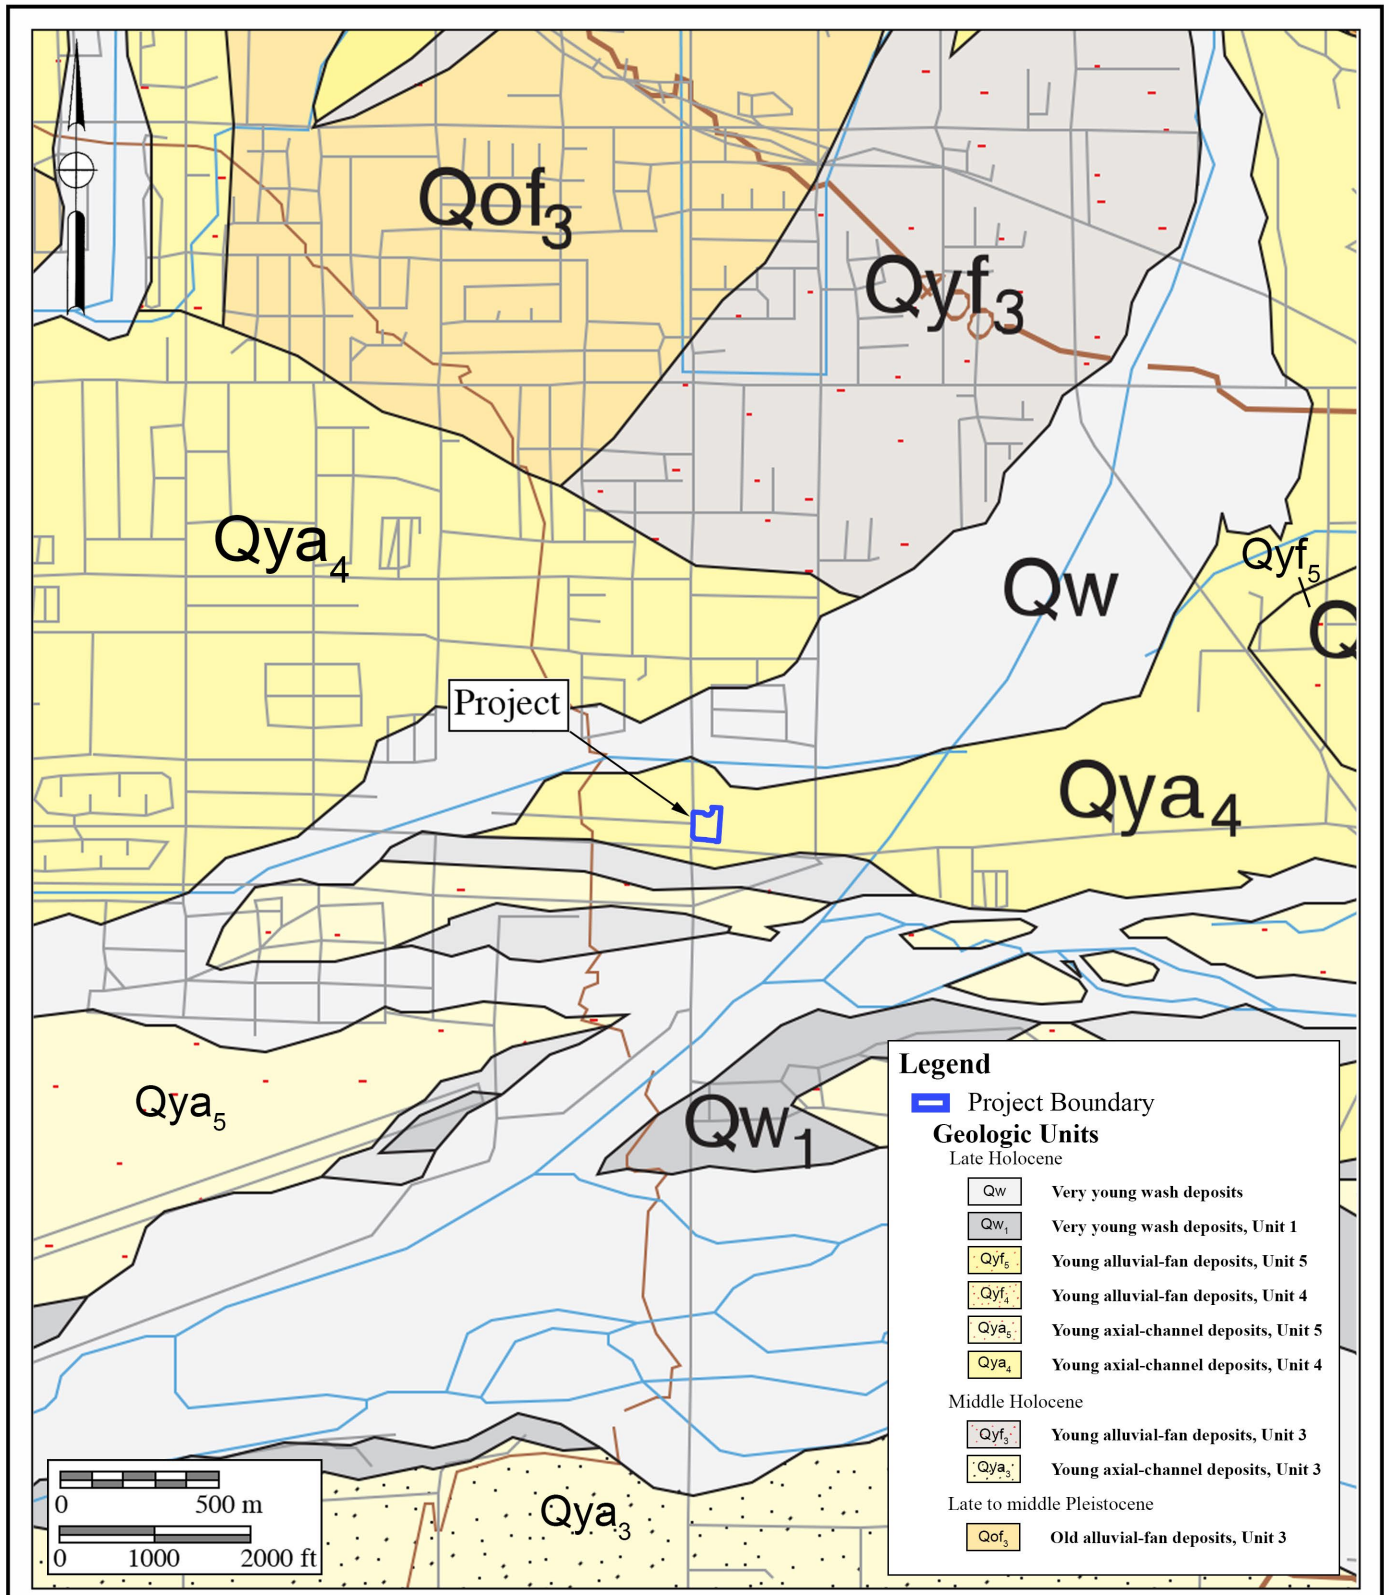 Qof3
Qyf3
Qya4
Qw
Qyf5
Q
Project
Qya4
Qya5
Qw1
Qya3
0 500 m
0 1000 2000 ft
Legend
Project Boundary
Geologic Units
Late Holocene
Qw Very young wash deposits
Qw1 Very young wash deposits, Unit 1
Qyf5 Young alluvial-fan deposits, Unit 5
Qyf4 Young alluvial-fan deposits, Unit 4
Qya5 Young axial-channel deposits, Unit 5
Qya4 Young axial-channel deposits, Unit 4
Middle Holocene
Qyf3 Young alluvial-fan deposits, Unit 3
Qya3 Young axial-channel deposits, Unit 3
Late to middle Pleistocene
Qof3 Old alluvial-fan deposits, Unit 3